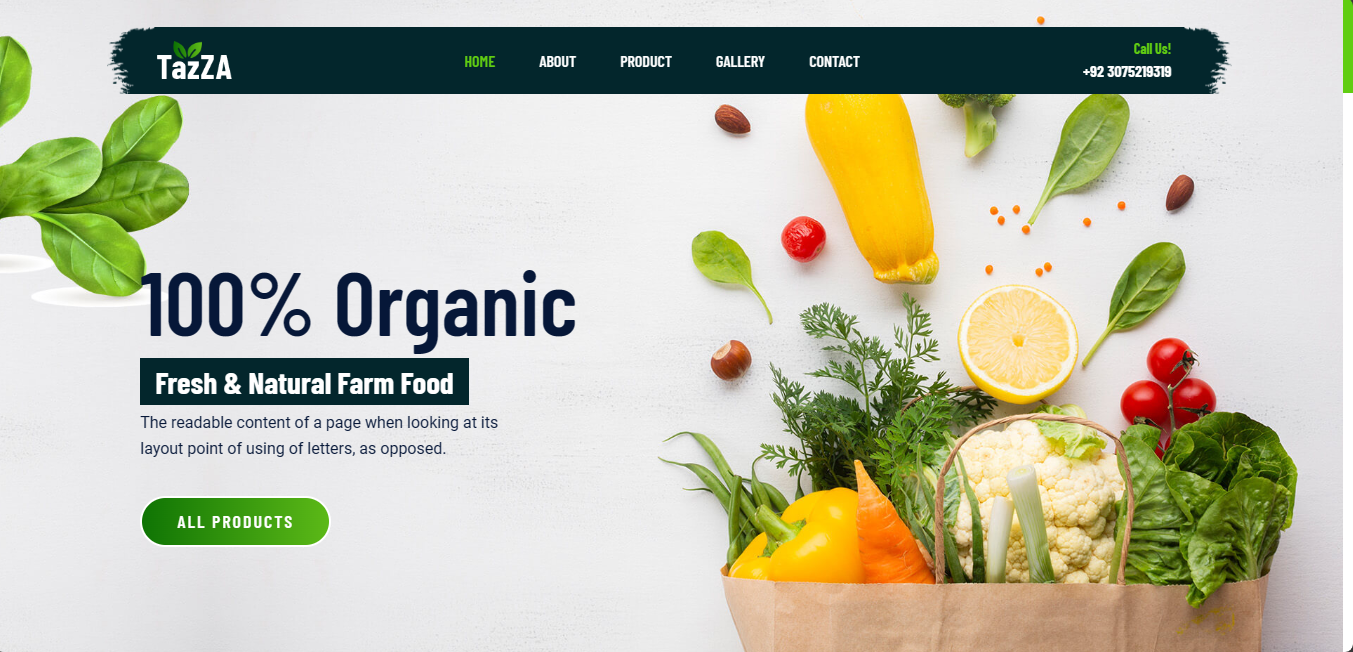 TazZA
HOME ABOUT PRODUCT GALLERY CONTACT
Call Us!
+92 3075219319
100% Organic
Fresh & Natural Farm Food
The readable content of a page when looking at its
layout point of using of letters, as opposed.
ALL PRODUCTS